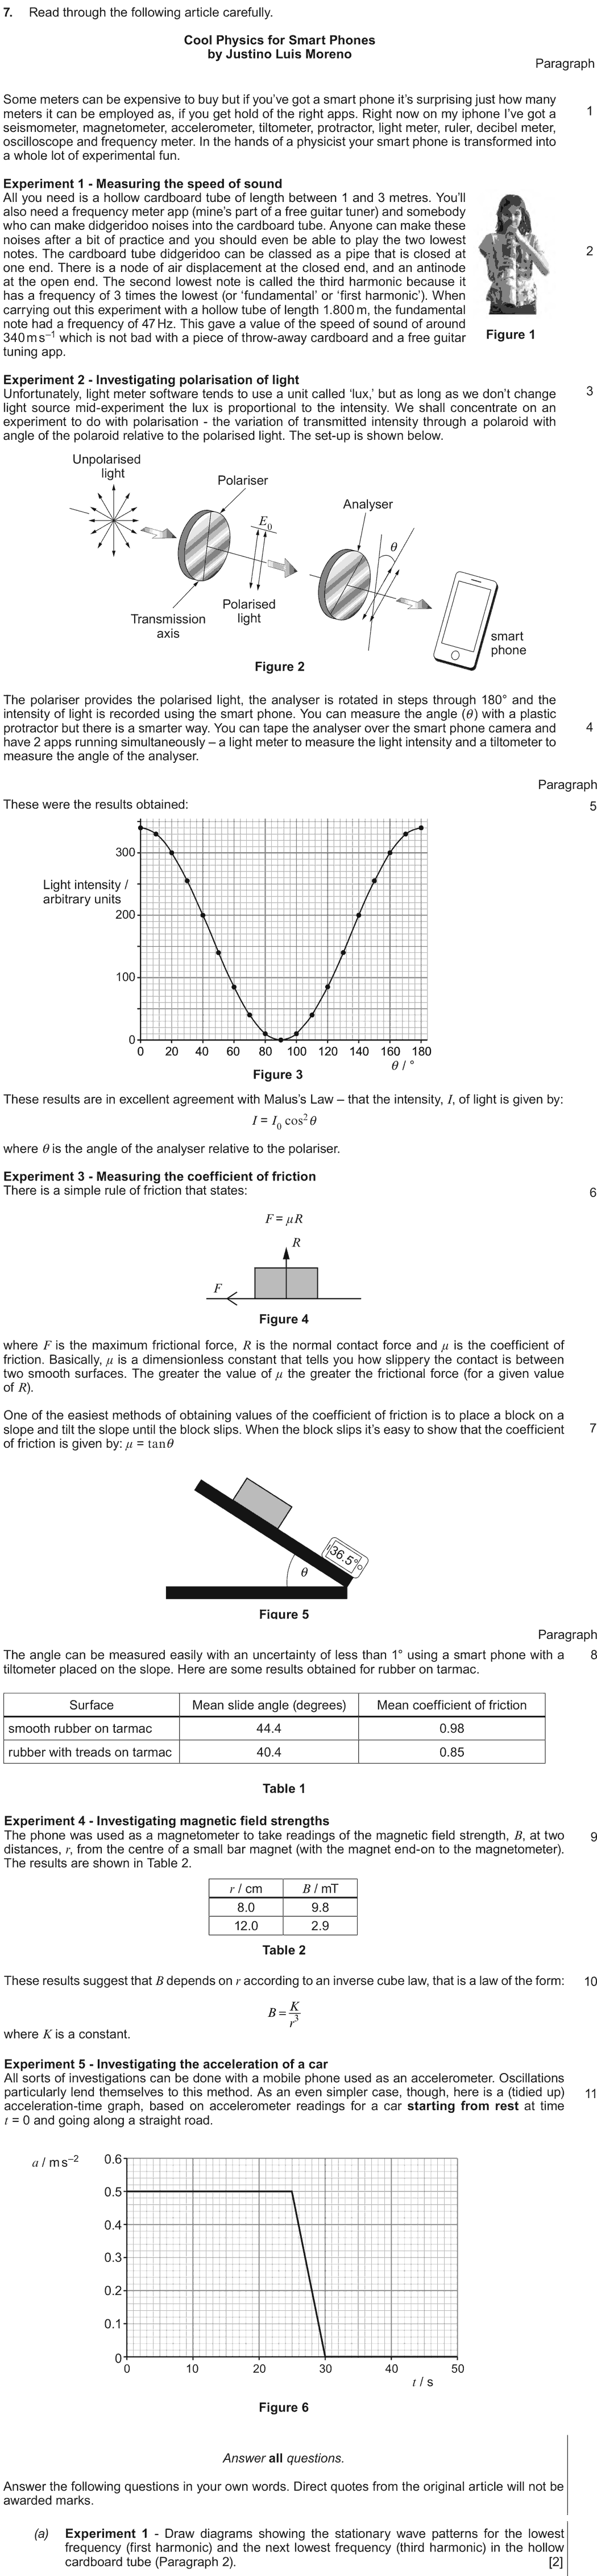 7. Read through the following article carefully.
Cool Physics for Smart Phones
by Justino Luis Moreno
Paragraph
Some meters can be expensive to buy but if you've got a smart phone it's surprising just how many
meters it can be employed as, if you get hold of the right apps. Right now on my iphone I've got a
seismometer, magnetometer, accelerometer, tiltometer, protractor, light meter, ruler, decibel meter,
oscilloscope and frequency meter. In the hands of a physicist your smart phone is transformed into
a whole lot of experimental fun.
1
Experiment 1 - Measuring the speed of sound
All you need is a hollow cardboard tube of length between 1 and 3 metres. You'll
also need a frequency meter app (mine's part of a free guitar tuner) and somebody
who can make didgeridoo noises into the cardboard tube. Anyone can make these
noises after a bit of practice and you should even be able to play the two lowest
notes. The cardboard tube didgeridoo can be classed as a pipe that is closed at
one end. There is a node of air displacement at the closed end, and an antinode
at the open end. The second lowest note is called the third harmonic because it
has a frequency of 3 times the lowest (or 'fundamental' or 'first harmonic'). When
carrying out this experiment with a hollow tube of length 1.800 m, the fundamental
note had a frequency of 47 Hz. This gave a value of the speed of sound of around
340 m s⁻¹ which is not bad with a piece of throw-away cardboard and a free guitar
tuning app.
Figure 1
2
Experiment 2 - Investigating polarisation of light
Unfortunately, light meter software tends to use a unit called 'lux,' but as long as we don't change
light source mid-experiment the lux is proportional to the intensity. We shall concentrate on an
experiment to do with polarisation - the variation of transmitted intensity through a polaroid with
angle of the polaroid relative to the polarised light. The set-up is shown below.
3
Unpolarised
light
Polariser
Analyser
E₀
θ
Polarised
light
Transmission
axis
smart
phone
Figure 2
The polariser provides the polarised light, the analyser is rotated in steps through 180° and the
intensity of light is recorded using the smart phone. You can measure the angle (θ) with a plastic
protractor but there is a smarter way. You can tape the analyser over the smart phone camera and
have 2 apps running simultaneously – a light meter to measure the light intensity and a tiltometer to
measure the angle of the analyser.
4
Paragraph
These were the results obtained:
5
300
Light intensity /
arbitrary units
200
100
0
0 20 40 60 80 100 120 140 160 180
θ / °
Figure 3
These results are in excellent agreement with Malus's Law – that the intensity, I, of light is given by:
I = I₀ cos²θ
where θ is the angle of the analyser relative to the polariser.
Experiment 3 - Measuring the coefficient of friction
There is a simple rule of friction that states:
6
F = μR
R
F
Figure 4
where F is the maximum frictional force, R is the normal contact force and μ is the coefficient of
friction. Basically, μ is a dimensionless constant that tells you how slippery the contact is between
two smooth surfaces. The greater the value of μ the greater the frictional force (for a given value
of R).
One of the easiest methods of obtaining values of the coefficient of friction is to place a block on a
slope and tilt the slope until the block slips. When the block slips it's easy to show that the coefficient
of friction is given by: μ = tanθ
7
36.5°
θ
Figure 5
Paragraph
The angle can be measured easily with an uncertainty of less than 1° using a smart phone with a
tiltometer placed on the slope. Here are some results obtained for rubber on tarmac.
8
Surface Mean slide angle (degrees) Mean coefficient of friction
smooth rubber on tarmac 44.4 0.98
rubber with treads on tarmac 40.4 0.85
Table 1
Experiment 4 - Investigating magnetic field strengths
The phone was used as a magnetometer to take readings of the magnetic field strength, B, at two
distances, r, from the centre of a small bar magnet (with the magnet end-on to the magnetometer).
The results are shown in Table 2.
9
r / cm B / mT
8.0 9.8
12.0 2.9
Table 2
These results suggest that B depends on r according to an inverse cube law, that is a law of the form:
10
B = K/r³
where K is a constant.
Experiment 5 - Investigating the acceleration of a car
All sorts of investigations can be done with a mobile phone used as an accelerometer. Oscillations
particularly lend themselves to this method. As an even simpler case, though, here is a (tidied up)
acceleration-time graph, based on accelerometer readings for a car starting from rest at time
t = 0 and going along a straight road.
11
a / m s⁻²
0.6
0.5
0.4
0.3
0.2
0.1
0
0 10 20 30 40 50
t / s
Figure 6
Answer all questions.
Answer the following questions in your own words. Direct quotes from the original article will not be
awarded marks.
(a) Experiment 1 - Draw diagrams showing the stationary wave patterns for the lowest
frequency (first harmonic) and the next lowest frequency (third harmonic) in the hollow
cardboard tube (Paragraph 2). [2]